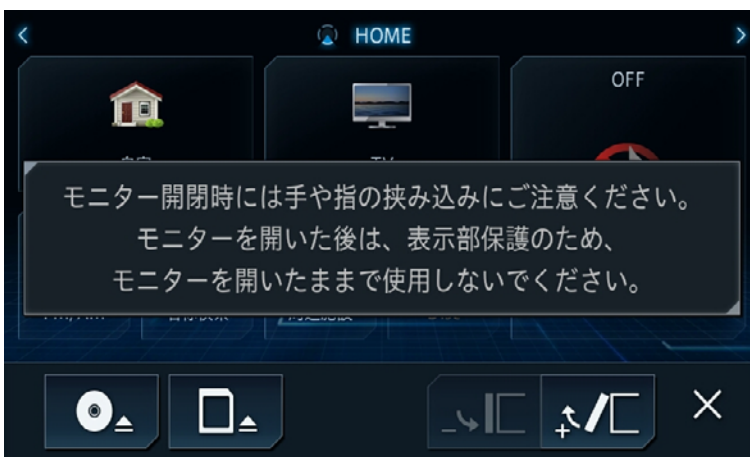 HOME
OFF
モニター開閉時には手や指の挟み込みにご注意ください。
モニターを開いた後は、表示部保護のため、
モニターを開いたままで使用しないでください。